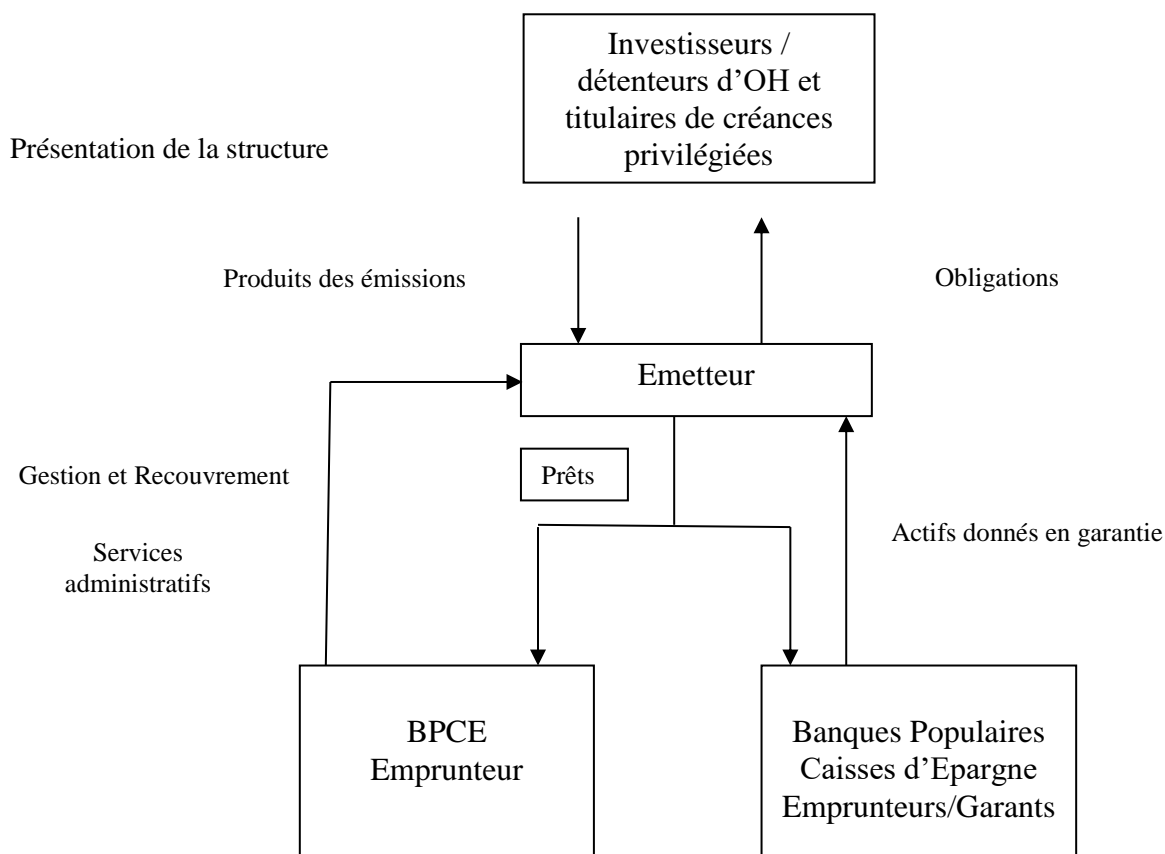 Investisseurs /
détenteurs d’OH et
titulaires de créances
privilégiées
Présentation de la structure
Produits des émissions
Obligations
Emetteur
Gestion et Recouvrement
Prêts
Services
administratifs
Actifs donnés en garantie
BPCE
Emprunteur
Banques Populaires
Caisses d’Epargne
Emprunteurs/Garants